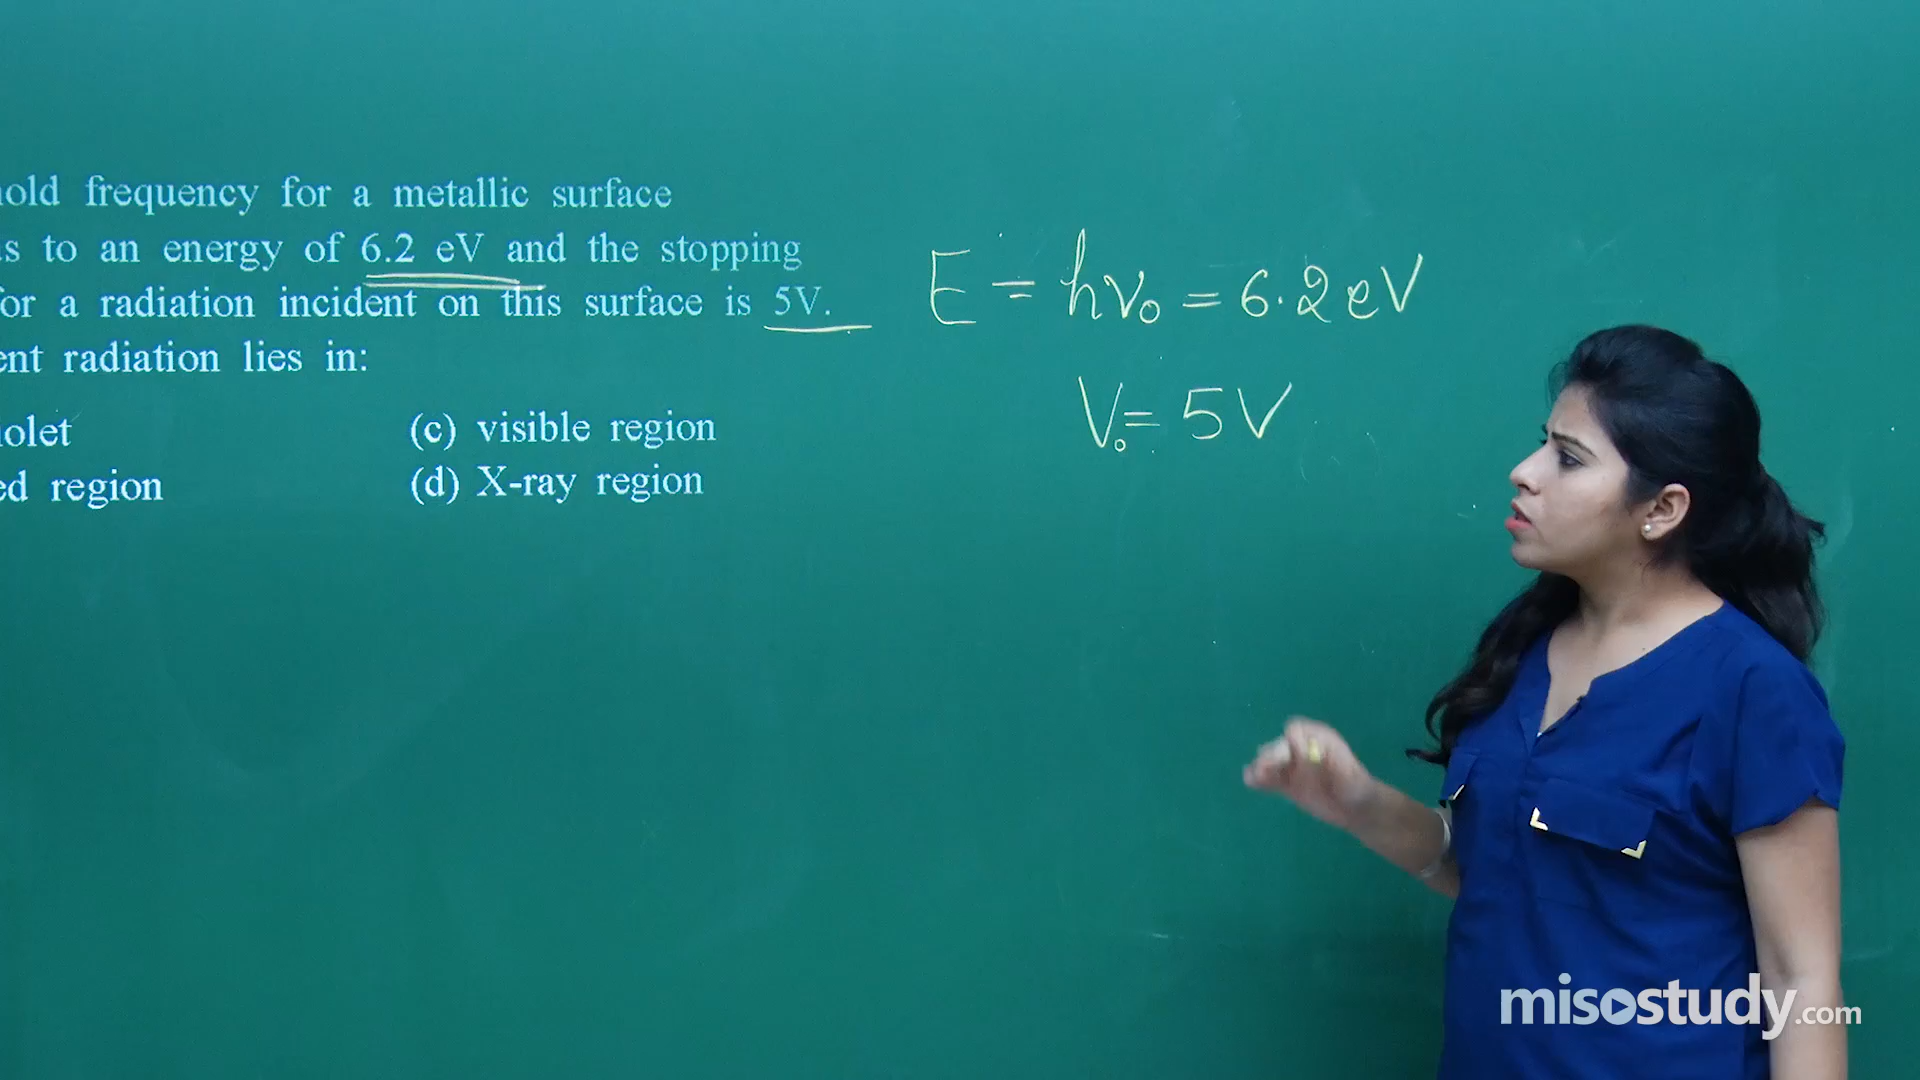 old frequency for a metallic surface
s to an energy of 6.2 eV and the stopping
for a radiation incident on this surface is 5V.
ent radiation lies in:
iolet
(c) visible region
ed region
(d) X-ray region
E = hν₀ = 6.2 eV
V₀ = 5V
misostudy.com